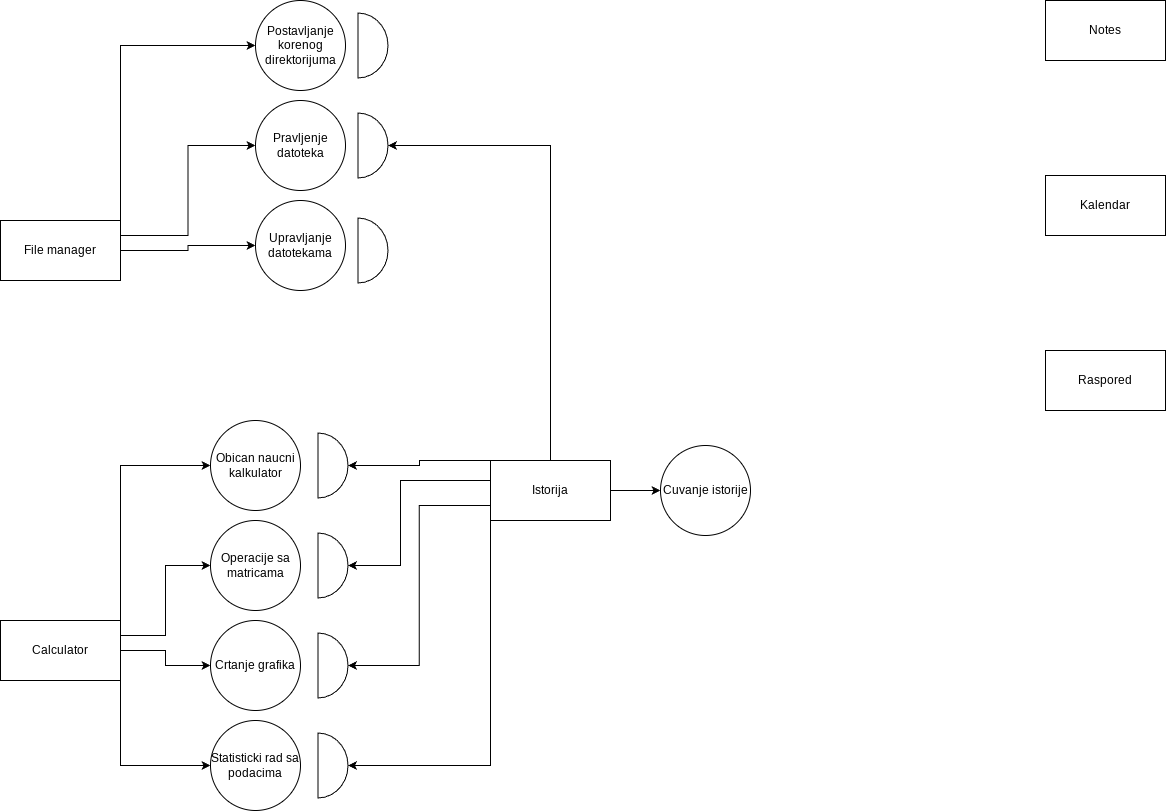 Postavljanje
korenog
direktorijuma
Notes
Pravljenje
datoteka
Kalendar
File manager
Upravljanje
datotekama
Raspored
Obican naucni
kalkulator
Istorija
Cuvanje istorije
Operacije sa
matricama
Calculator
Crtanje grafika
Statisticki rad sa
podacima